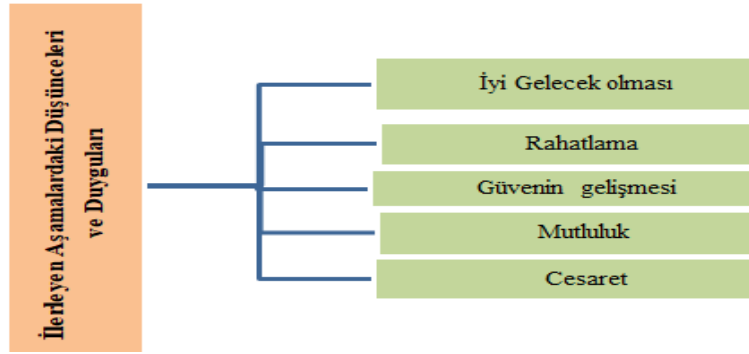 İlerleyen Aşamalardaki Düşünceleri
ve Duyguları
İyi Gelecek olması
Rahatlama
Güvenin gelişmesi
Mutluluk
Cesaret